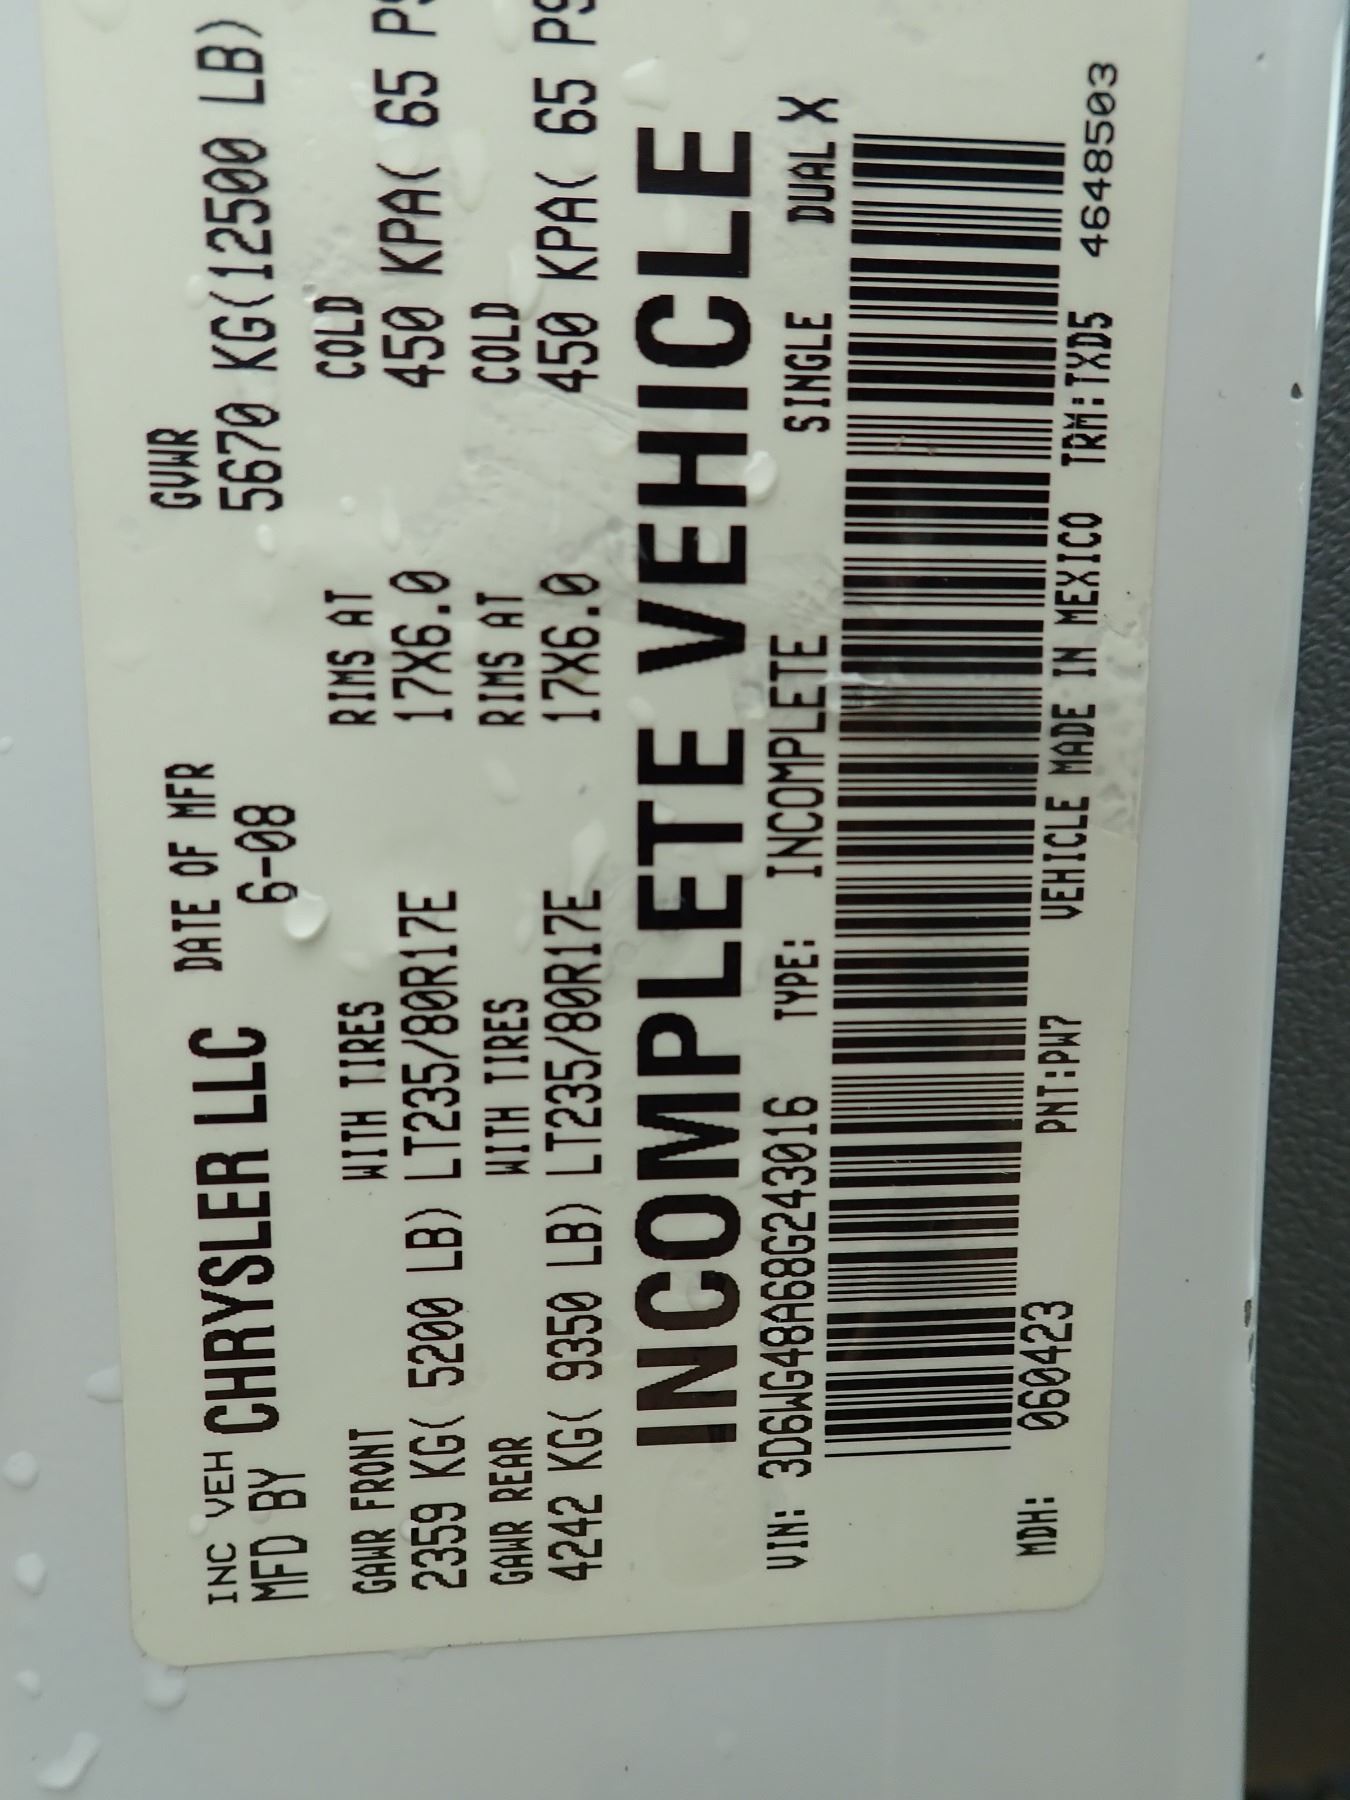 INC VEH
MFD BY CHRYSLER LLC DATE OF MFR GVWR
6-08 5670 KG(12500 LB)
GAWR FRONT WITH TIRES RIMS AT COLD
2359 KG( 5200 LB) LT235/80R17E 17X6.0 450 KPA( 65
GAWR REAR WITH TIRES RIMS AT COLD
4242 KG( 9350 LB) LT235/80R17E 17X6.0 450 KPA( 65
INCOMPLETE VEHICLE
VIN: 3D6WG48A68G243016 TYPE: INCOMPLETE SINGLE DUAL X
MDH: 060423 PNT:PW7 VEHICLE MADE IN MEXICO TRM:TXD5 4648503